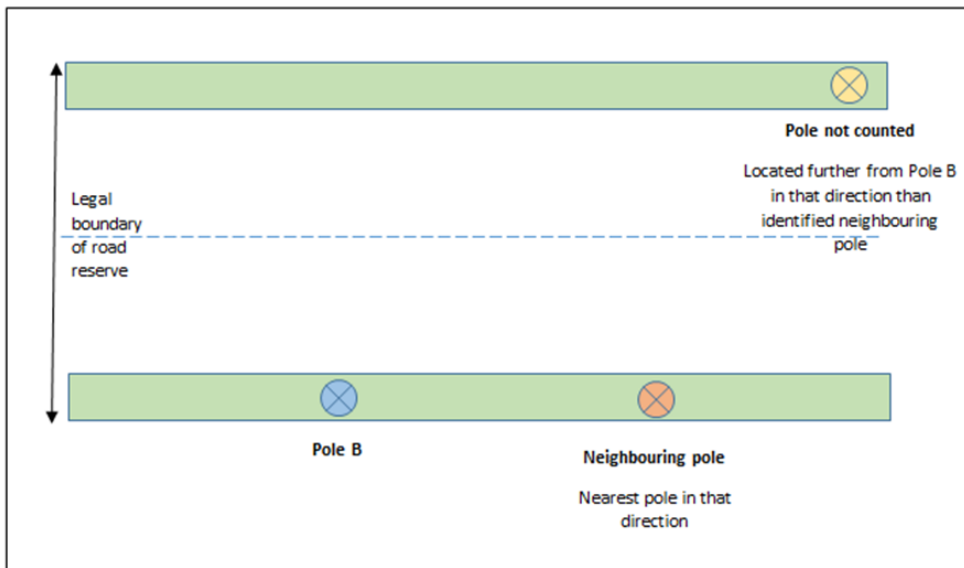 Pole not counted
Located further from Pole B
in that direction than
identified neighbouring
pole
Legal
boundary
of road
reserve
Pole B
Neighbouring pole
Nearest pole in that
direction